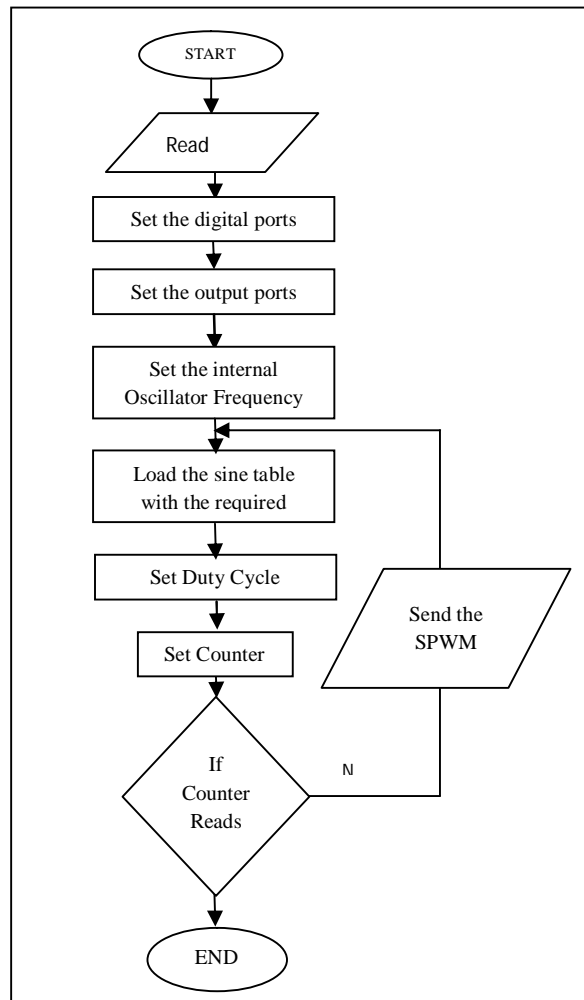 START
Read
Set the digital ports
Set the output ports
Set the internal
Oscillator Frequency
Load the sine table
with the required
Set Duty Cycle
Send the
SPWM
Set Counter
If
Counter
Reads
N
END